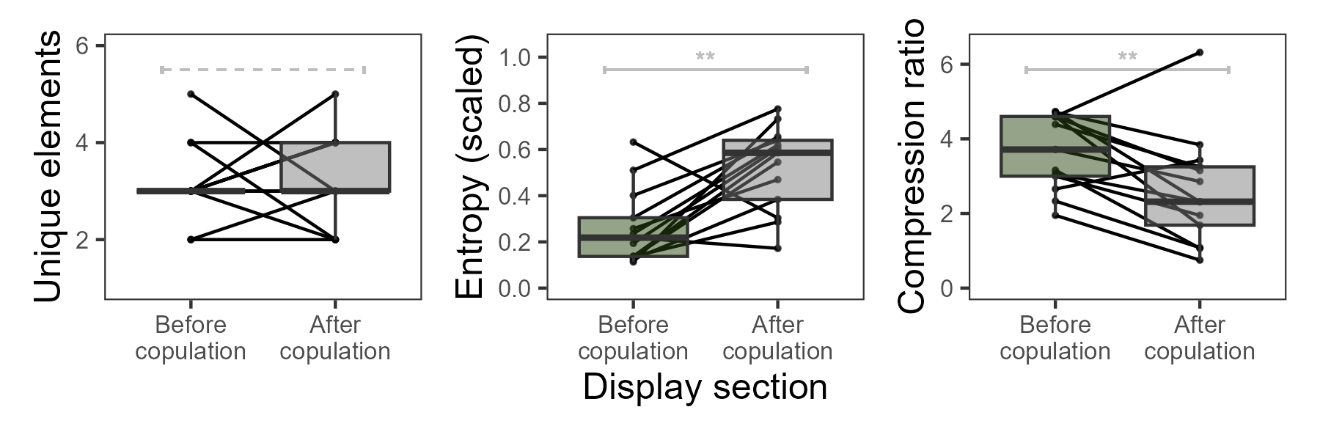 Unique elements
6
4
2
Before
copulation
After
copulation
Entropy (scaled)
1.0
0.8
0.6
0.4
0.2
0.0
**
Before
copulation
After
copulation
Compression ratio
6
4
2
0
**
Before
copulation
After
copulation
Display section